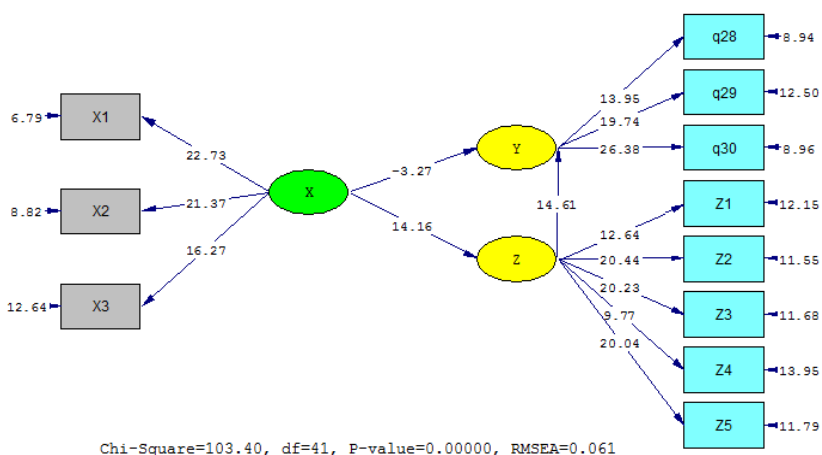 q28
8.94
13.95
q29
12.50
19.74
q30
8.96
26.38
6.79
X1
22.73
Y
-3.27
X
8.82
X2
21.37
14.61
Z1
12.15
12.64
14.16
16.27
Z
20.44
Z2
11.55
20.23
12.64
X3
Z3
11.68
9.77
20.04
Z4
13.95
Z5
11.79
Chi-Square=103.40, df=41, P-value=0.00000, RMSEA=0.061